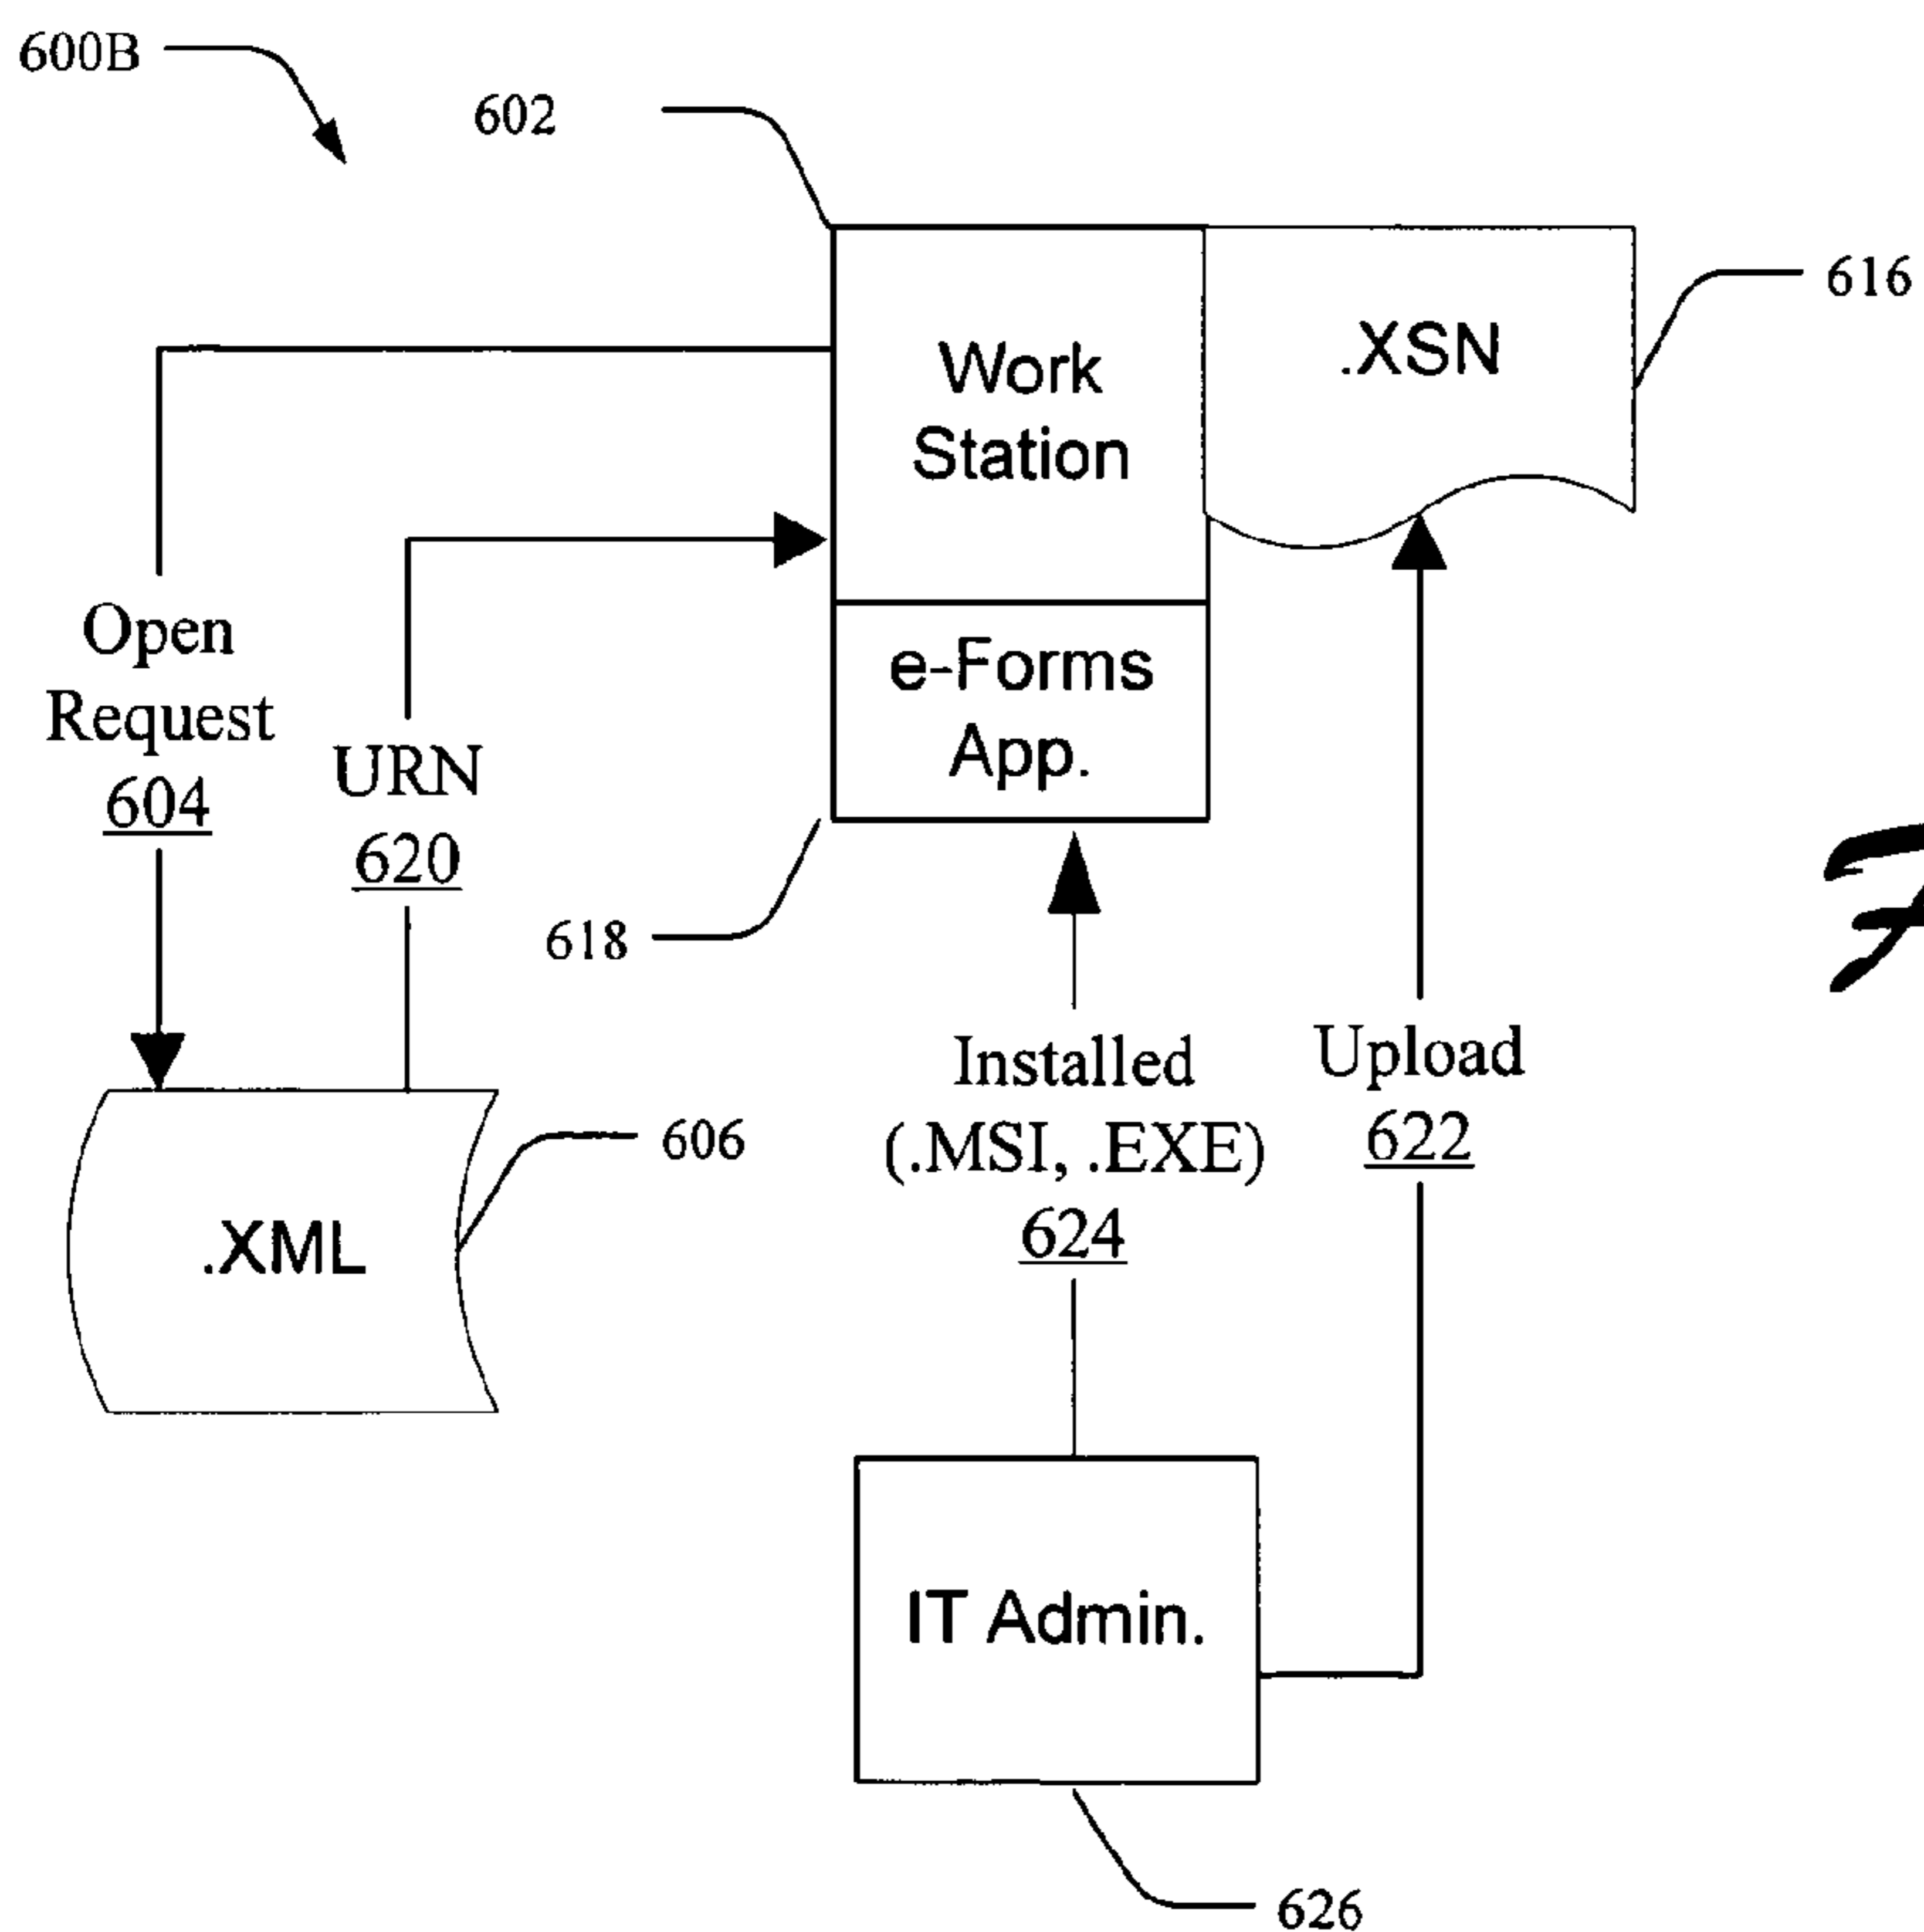 600B
602
616
Work
Station
.XSN
Open
Request
604
URN
620
e-Forms
App.
618
Installed
(.MSI, .EXE)
624
Upload
622
606
.XML
IT Admin.
626